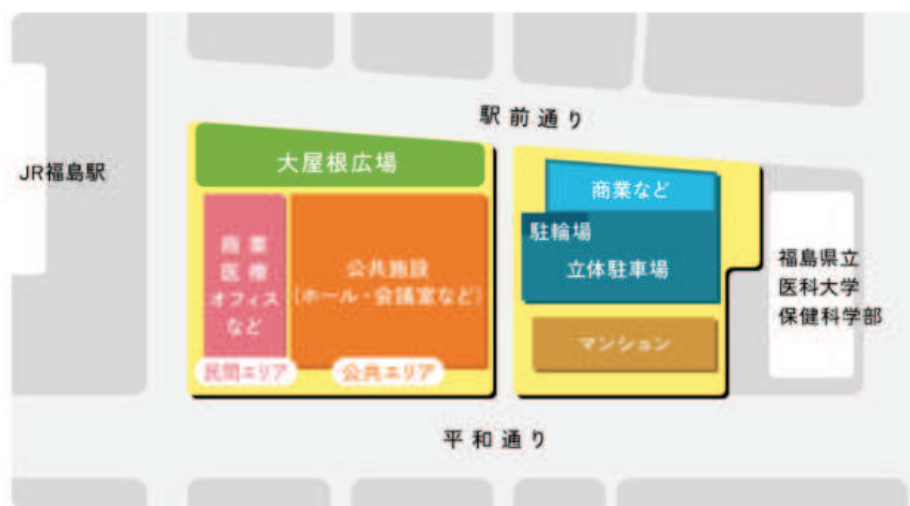 駅前通り
JR福島駅
大屋根広場
商業
医療
オフィス
など
公共施設
(ホール・会議室など)
民間エリア
公共エリア
商業など
駐輪場
立体駐車場
マンション
福島県立
医科大学
保健科学部
平和通り